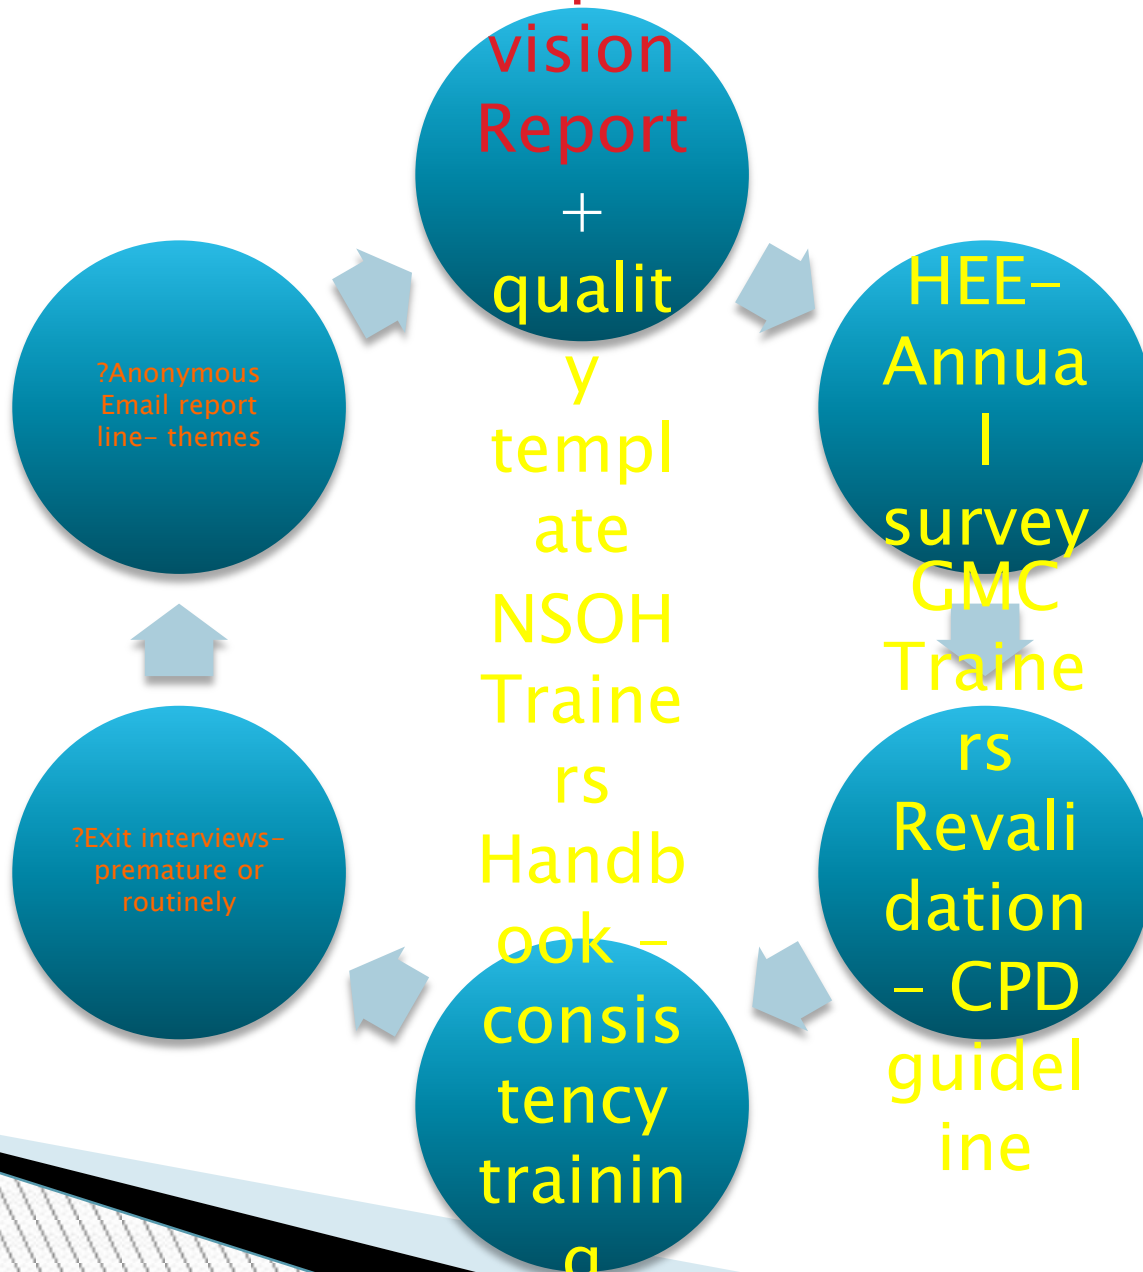 vision
Report
+
qualit
y
templ
ate
HEE–
Annua
l
survey
GMC
Traine
rs
Revali
dation
– CPD
guidel
ine
NSOH
Traine
rs
Handb
ook –
consis
tency
trainin
g
?Exit interviews–
premature or
routinely
?Anonymous
Email report
line– themes